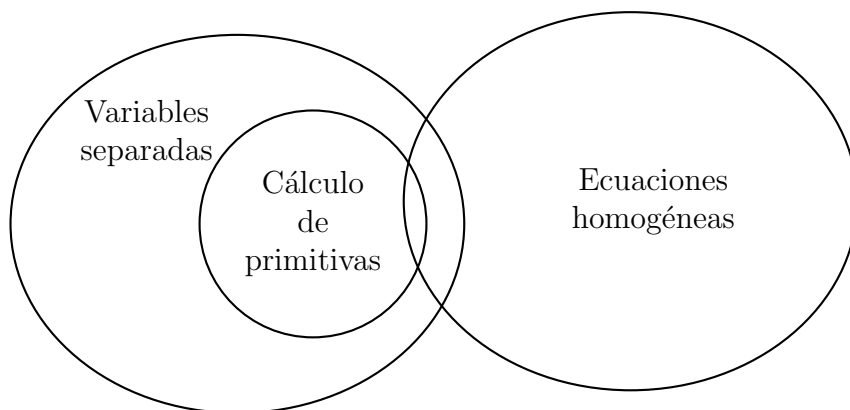 Variables
separadas
Cálculo
de
primitivas
Ecuaciones
homogéneas